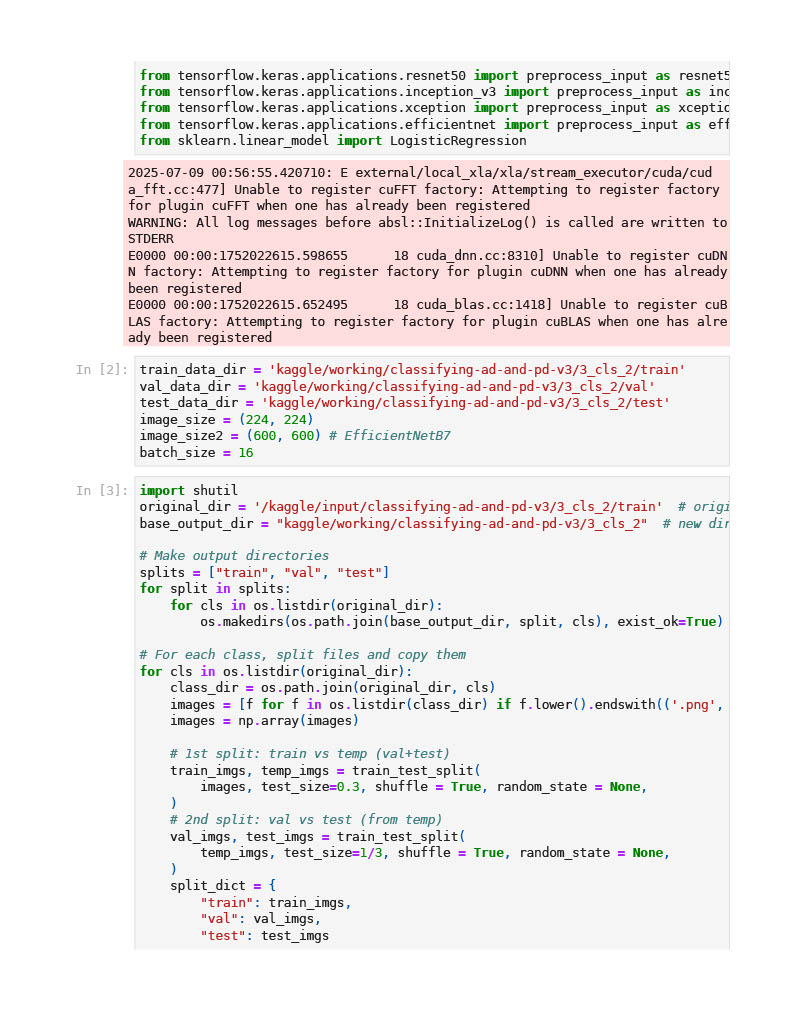 from tensorflow.keras.applications.resnet50 import preprocess_input as resnet5
from tensorflow.keras.applications.inception_v3 import preprocess_input as inc
from tensorflow.keras.applications.xception import preprocess_input as xceptio
from tensorflow.keras.applications.efficientnet import preprocess_input as eff
from sklearn.linear_model import LogisticRegression
2025-07-09 00:56:55.420710: E external/local_xla/xla/stream_executor/cuda/cud
a_fft.cc:477] Unable to register cuFFT factory: Attempting to register factory
for plugin cuFFT when one has already been registered
WARNING: All log messages before absl::InitializeLog() is called are written to
STDERR
E0000 00:00:1752022615.598655      18 cuda_dnn.cc:8310] Unable to register cuDN
N factory: Attempting to register factory for plugin cuDNN when one has already
been registered
E0000 00:00:1752022615.652495      18 cuda_blas.cc:1418] Unable to register cuB
LAS factory: Attempting to register factory for plugin cuBLAS when one has alre
ady been registered
In [2]: train_data_dir = 'kaggle/working/classifying-ad-and-pd-v3/3_cls_2/train'
val_data_dir = 'kaggle/working/classifying-ad-and-pd-v3/3_cls_2/val'
test_data_dir = 'kaggle/working/classifying-ad-and-pd-v3/3_cls_2/test'
image_size = (224, 224)
image_size2 = (600, 600) # EfficientNetB7
batch_size = 16
In [3]: import shutil
original_dir = '/kaggle/input/classifying-ad-and-pd-v3/3_cls_2/train'  # origi
base_output_dir = "kaggle/working/classifying-ad-and-pd-v3/3_cls_2"  # new dir
# Make output directories
splits = ["train", "val", "test"]
for split in splits:
    for cls in os.listdir(original_dir):
        os.makedirs(os.path.join(base_output_dir, split, cls), exist_ok=True)
# For each class, split files and copy them
for cls in os.listdir(original_dir):
    class_dir = os.path.join(original_dir, cls)
    images = [f for f in os.listdir(class_dir) if f.lower().endswith(('.png',
    images = np.array(images)
    # 1st split: train vs temp (val+test)
    train_imgs, temp_imgs = train_test_split(
        images, test_size=0.3, shuffle = True, random_state = None,
    )
    # 2nd split: val vs test (from temp)
    val_imgs, test_imgs = train_test_split(
        temp_imgs, test_size=1/3, shuffle = True, random_state = None,
    )
    split_dict = {
        "train": train_imgs,
        "val": val_imgs,
        "test": test_imgs